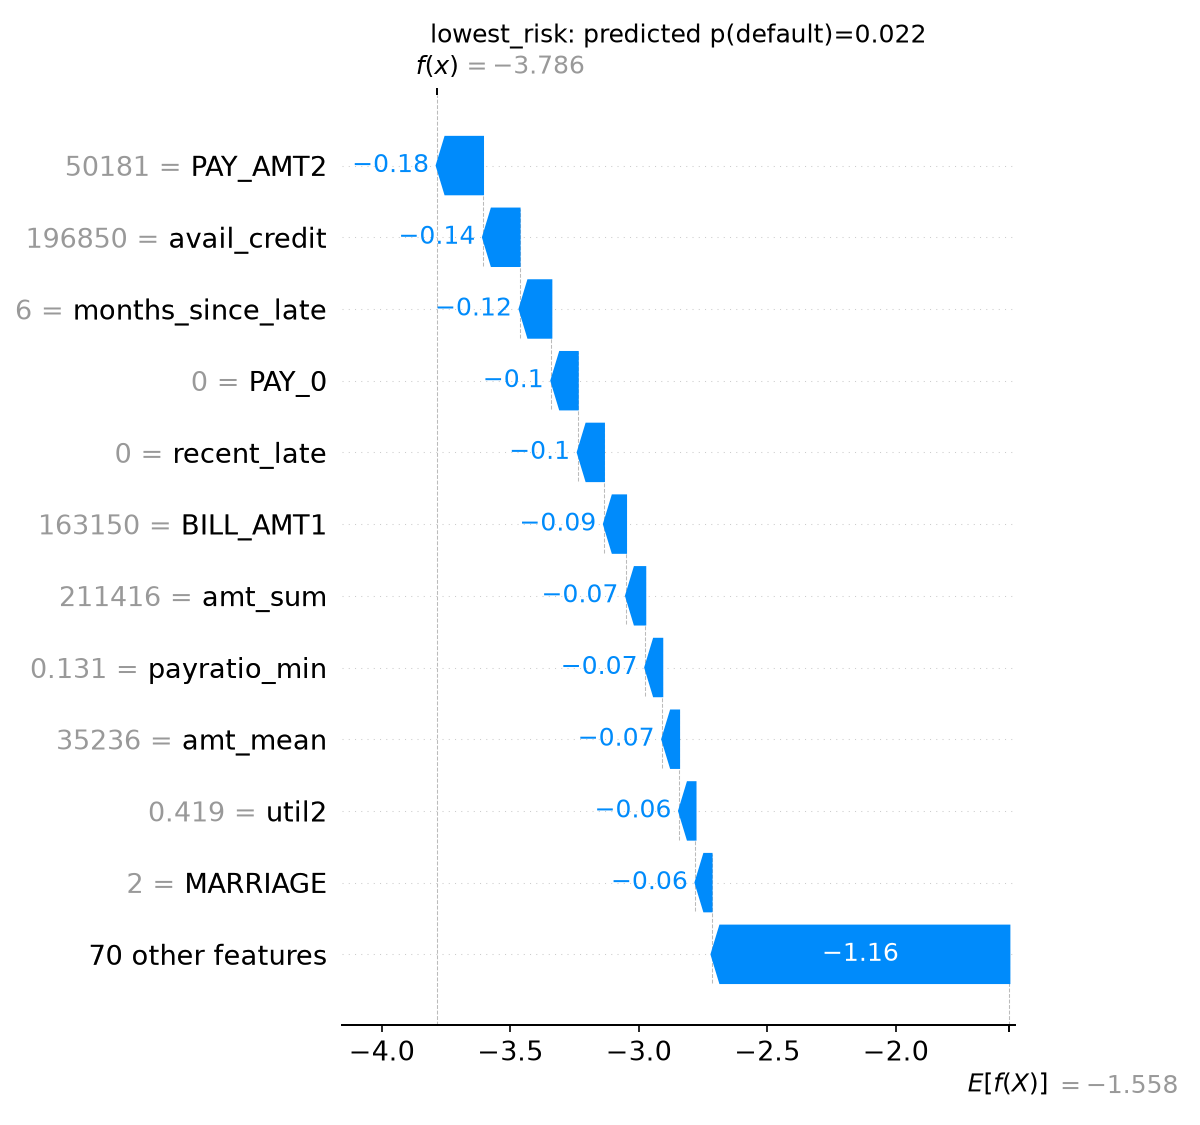 lowest_risk: predicted p(default)=0.022
f(x) = −3.786
50181 = PAY_AMT2 −0.18
196850 = avail_credit −0.14
6 = months_since_late −0.12
0 = PAY_0 −0.1
0 = recent_late −0.1
163150 = BILL_AMT1 −0.09
211416 = amt_sum −0.07
0.131 = payratio_min −0.07
35236 = amt_mean −0.07
0.419 = util2 −0.06
2 = MARRIAGE −0.06
70 other features −1.16
−4.0 −3.5 −3.0 −2.5 −2.0
E[f(X)] = −1.558